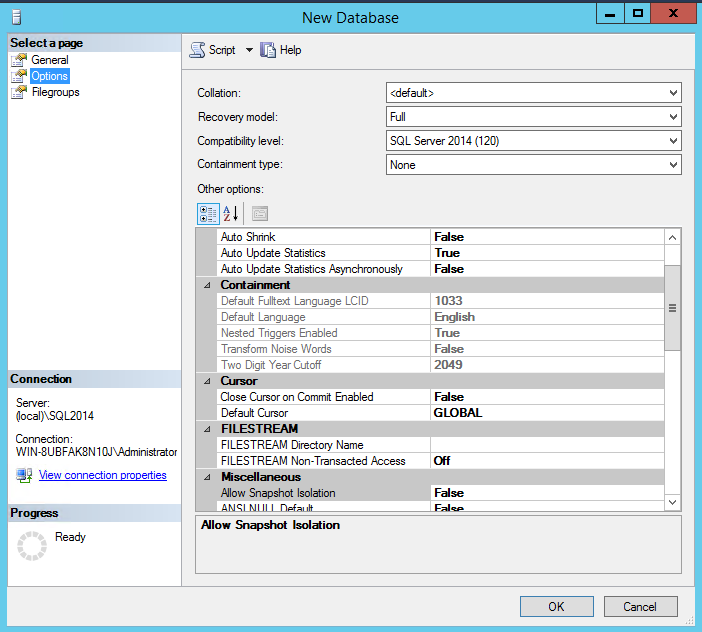 New Database
Select a page
General
Options
Filegroups
Script Help
Collation: <default>
Recovery model: Full
Compatibility level: SQL Server 2014 (120)
Containment type: None
Other options:
Auto Shrink False
Auto Update Statistics True
Auto Update Statistics Asynchronously False
Containment
Default Fulltext Language LCID 1033
Default Language English
Nested Triggers Enabled True
Transform Noise Words False
Two Digit Year Cutoff 2049
Cursor
Close Cursor on Commit Enabled False
Default Cursor GLOBAL
FILESTREAM
FILESTREAM Directory Name
FILESTREAM Non-Transacted Access Off
Miscellaneous
Allow Snapshot Isolation False
ANSI NULL Default False
Allow Snapshot Isolation
Connection
Server:
(local)\SQL2014
Connection:
WIN-8UBFAK8N10J\Administrator
View connection properties
Progress
Ready
OK Cancel